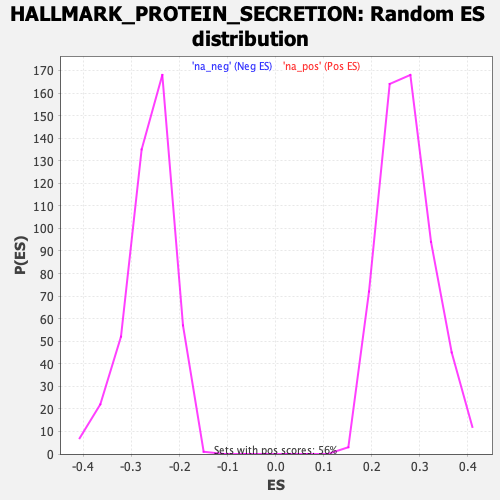 HALLMARK_PROTEIN_SECRETION: Random ES
distribution
'na_neg' (Neg ES) 'na_pos' (Pos ES)
170
160
150
140
130
120
110
100
90
80
70
60
50
40
30
20
10
0
P(ES)
Sets with pos scores: 56%
-0.4 -0.3 -0.2 -0.1 0.0 0.1 0.2 0.3 0.4
ES